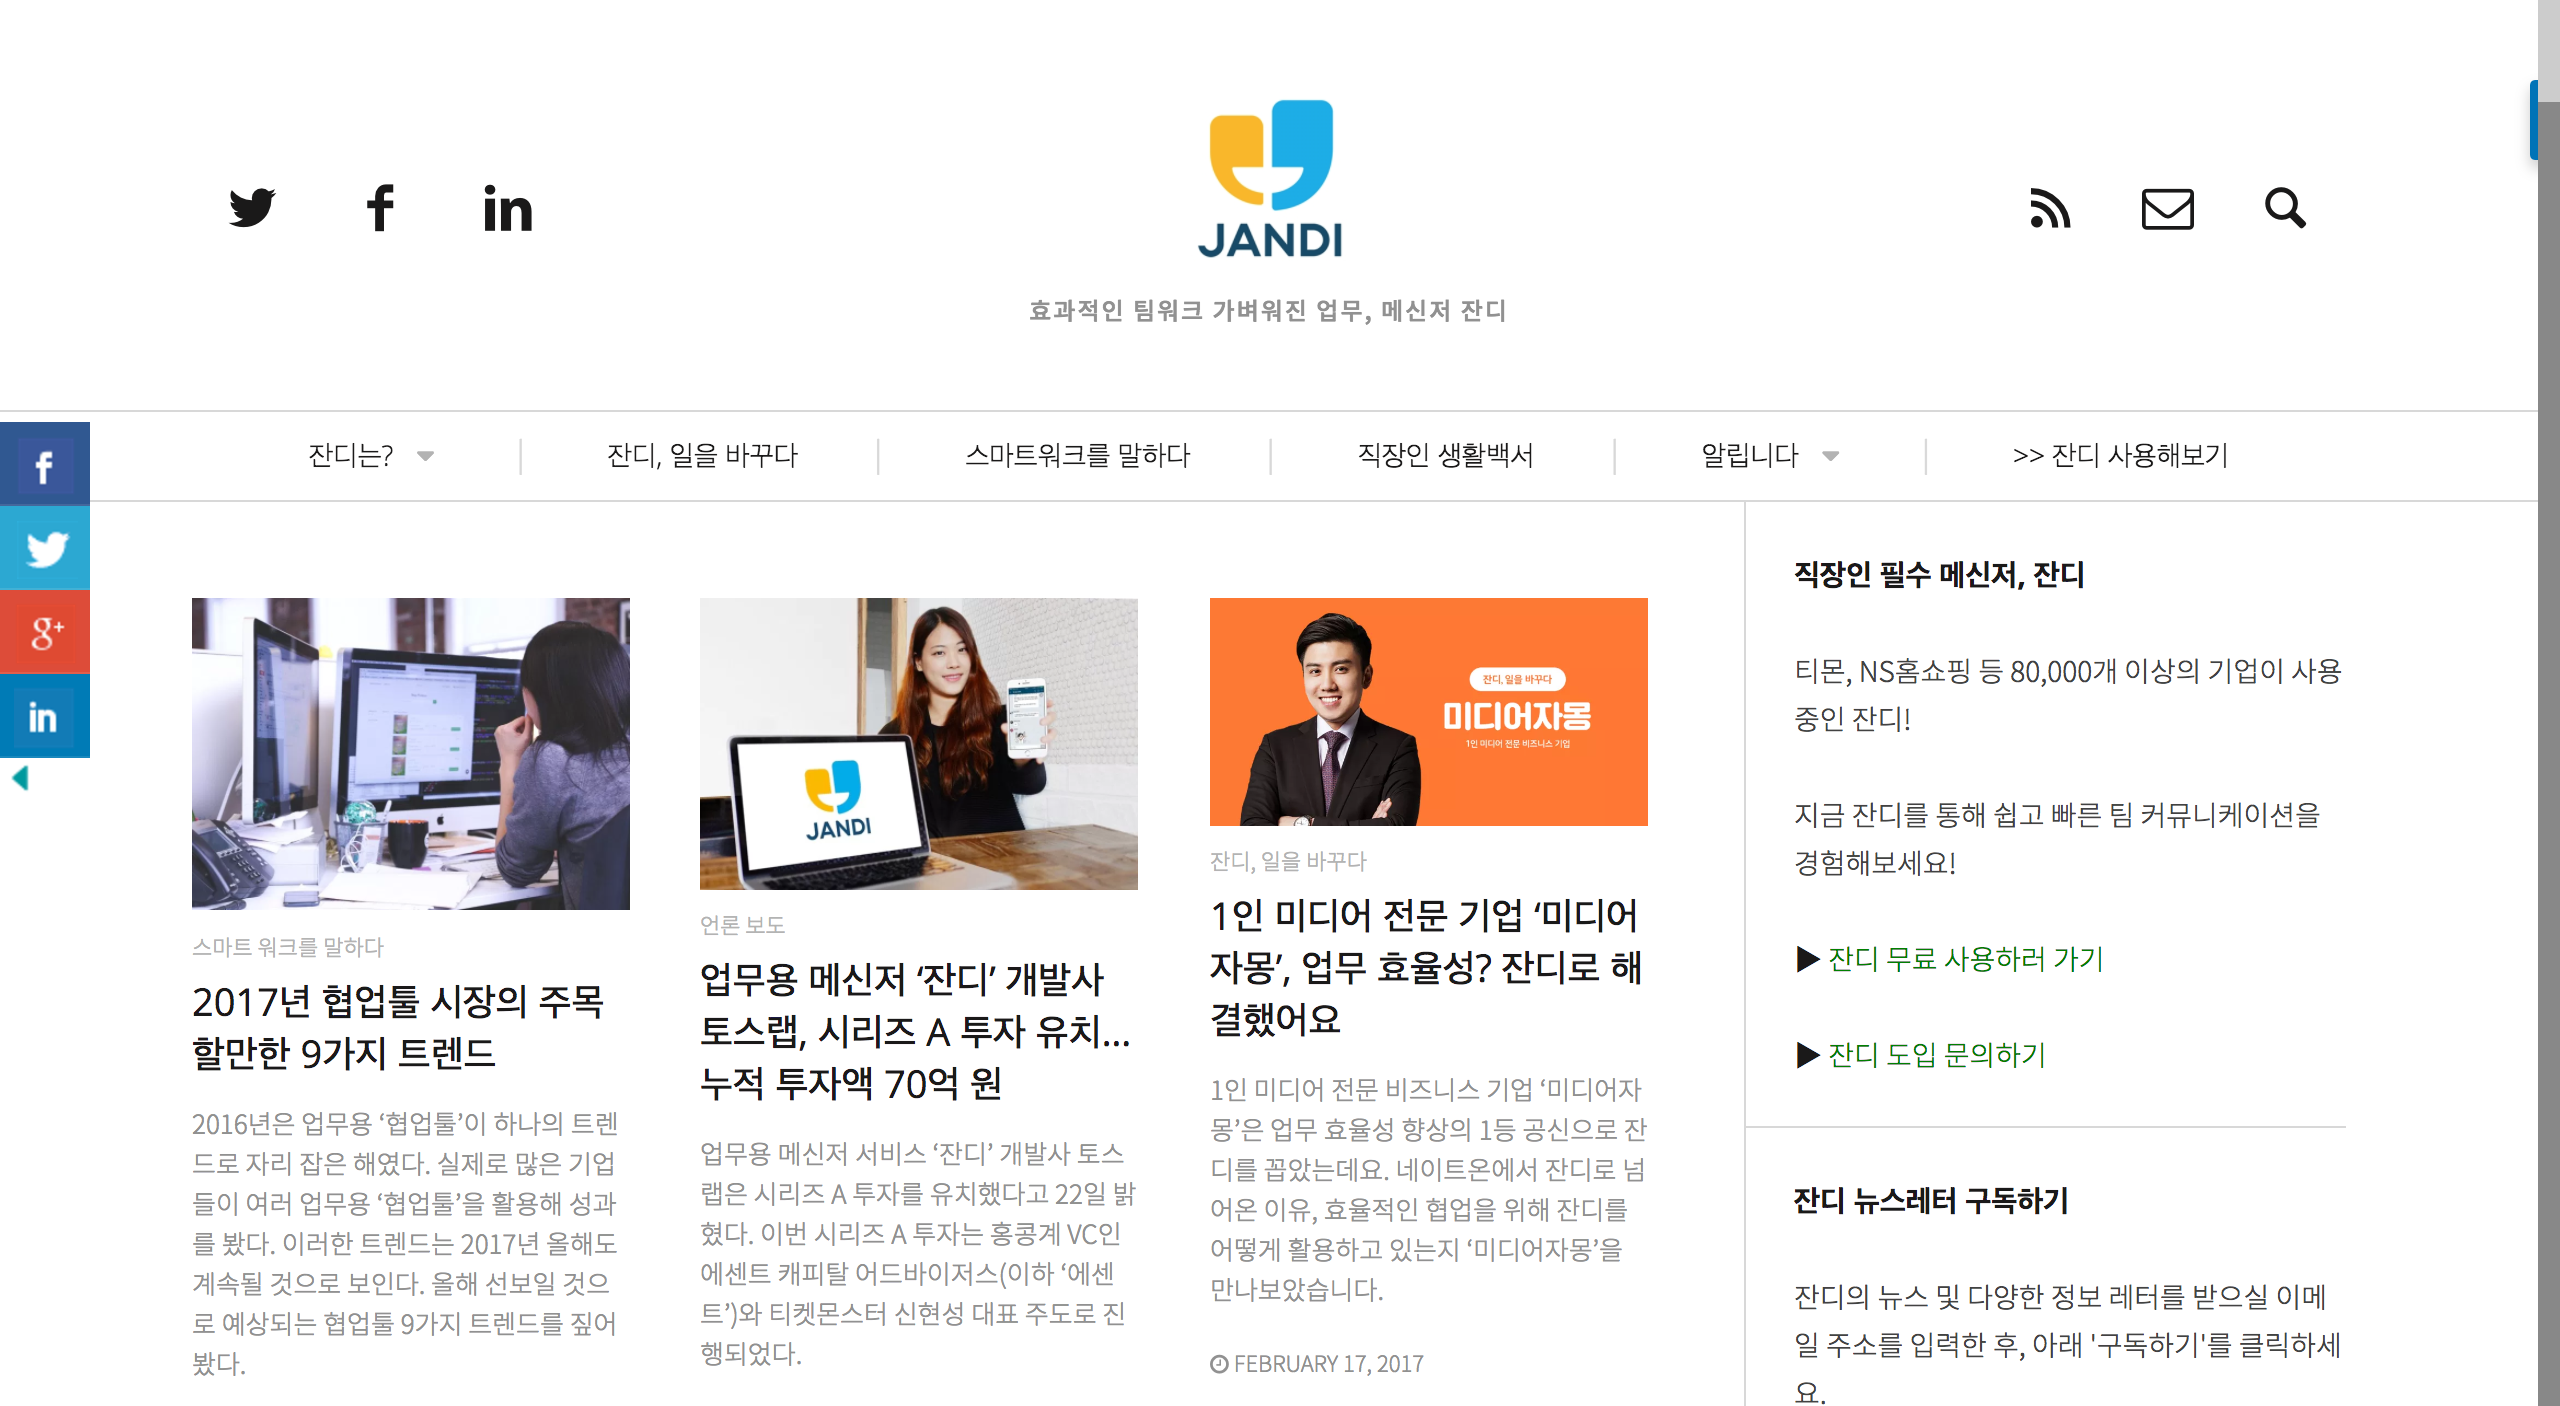 JANDI
효과적인 팀워크 가벼워진 업무, 메신저 잔디
잔디는?
잔디, 일을 바꾸다
스마트워크를 말하다
직장인 생활백서
알립니다
>> 잔디 사용해보기
스마트 워크를 말하다
2017년 협업툴 시장의 주목
할만한 9가지 트렌드
2016년은 업무용 ‘협업툴’이 하나의 트렌
드로 자리 잡은 해였다. 실제로 많은 기업
들이 여러 업무용 ‘협업툴’을 활용해 성과
를 봤다. 이러한 트렌드는 2017년 올해도
계속될 것으로 보인다. 올해 선보일 것으
로 예상되는 협업툴 9가지 트렌드를 짚어
봤다.
JANDI
언론 보도
업무용 메신저 ‘잔디’ 개발사
토스랩, 시리즈 A 투자 유치…
누적 투자액 70억 원
업무용 메신저 서비스 ‘잔디’ 개발사 토스
랩은 시리즈 A 투자를 유치했다고 22일 밝
혔다. 이번 시리즈 A 투자는 홍콩계 VC인
에센트 캐피탈 어드바이저스(이하 ‘에센
트’)와 티켓몬스터 신현성 대표 주도로 진
행되었다.
잔디, 일을 바꾸다
미디어자몽
1인 미디어 전문 비즈니스 기업
잔디, 일을 바꾸다
1인 미디어 전문 기업 ‘미디어
자몽’, 업무 효율성? 잔디로 해
결했어요
1인 미디어 전문 비즈니스 기업 ‘미디어자
몽’은 업무 효율성 향상의 1등 공신으로 잔
디를 꼽았는데요. 네이트온에서 잔디로 넘
어온 이유, 효율적인 협업을 위해 잔디를
어떻게 활용하고 있는지 ‘미디어자몽’을
만나보았습니다.
FEBRUARY 17, 2017
직장인 필수 메신저, 잔디
티몬, NS홈쇼핑 등 80,000개 이상의 기업이 사용
중인 잔디!
지금 잔디를 통해 쉽고 빠른 팀 커뮤니케이션을
경험해보세요!
▶ 잔디 무료 사용하러 가기
▶ 잔디 도입 문의하기
잔디 뉴스레터 구독하기
잔디의 뉴스 및 다양한 정보 레터를 받으실 이메
일 주소를 입력한 후, 아래 '구독하기'를 클릭하세
요.